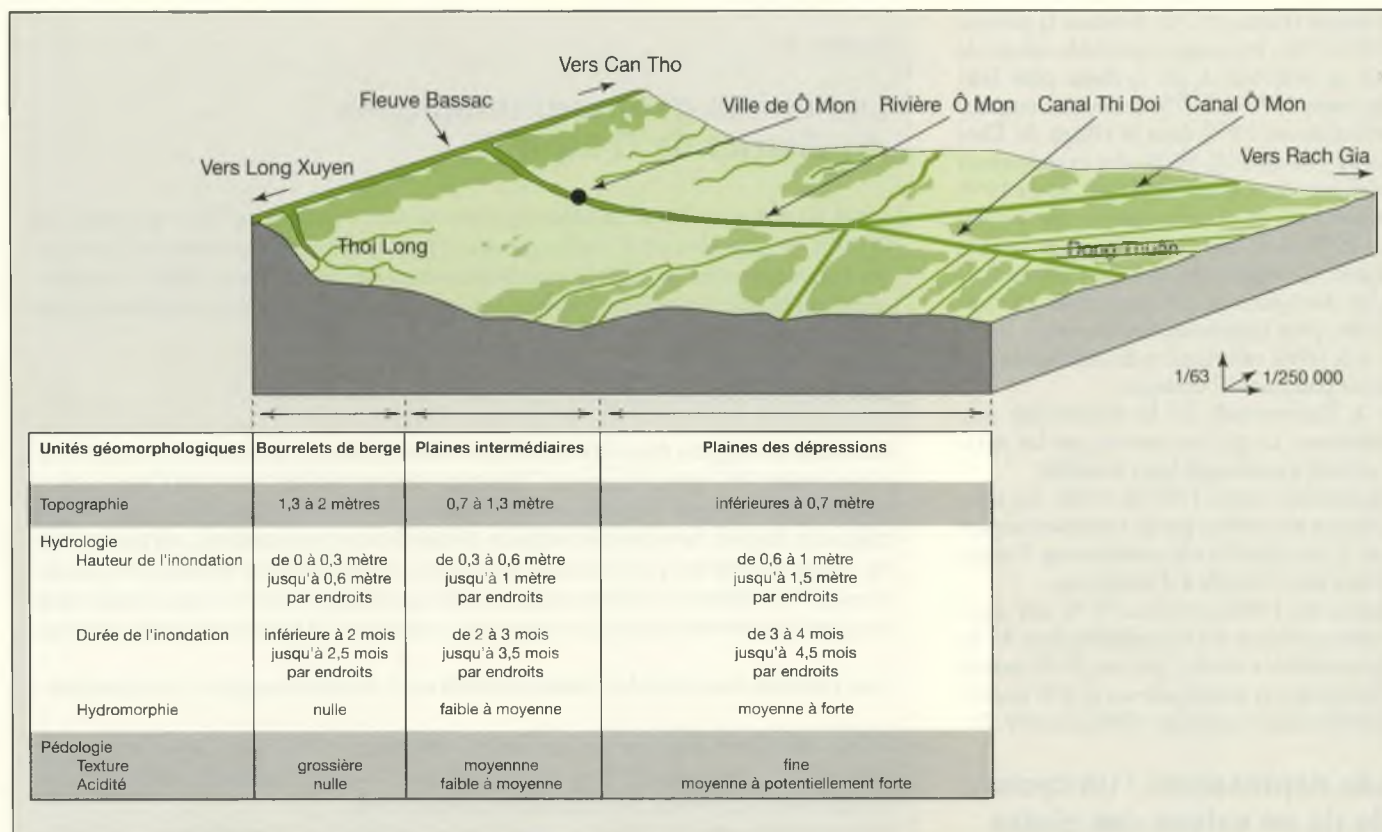 Vers Can Tho
Fleuve Bassac
Ville de Ô Mon
Rivière Ô Mon
Canal Thi Doi
Canal Ô Mon
Vers Long Xuyen
Vers Rach Gia
Thoi Long
Dong Thuân
1/63
1/250 000
Unités géomorphologiques Bourrelets de berge Plaines intermédiaires Plaines des dépressions
Topographie 1,3 à 2 mètres 0,7 à 1,3 mètre inférieures à 0,7 mètre
Hydrologie
Hauteur de l'inondation de 0 à 0,3 mètre de 0,3 à 0,6 mètre de 0,6 à 1 mètre
jusqu'à 0,6 mètre jusqu'à 1 mètre jusqu'à 1,5 mètre
par endroits par endroits par endroits
Durée de l'inondation inférieure à 2 mois de 2 à 3 mois de 3 à 4 mois
jusqu'à 2,5 mois jusqu'à 3,5 mois jusqu'à 4,5 mois
par endroits par endroits par endroits
Hydromorphie nulle faible à moyenne moyenne à forte
Pédologie
Texture grossière moyennne fine
Acidité nulle faible à moyenne moyenne à potentiellement forte